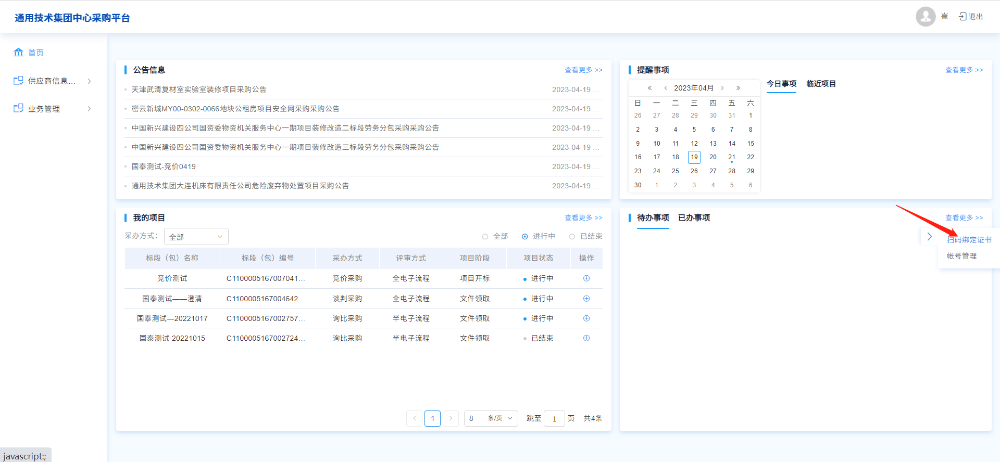 通用技术集团中心采购平台
崔 退出
首页
供应商信息...
业务管理
公告信息 查看更多 >>
天津武清复材室实验室装修项目采购公告 2023-04-19 ...
密云新城MY00-0302-0066地块公租房项目安全网采购采购公告 2023-04-19 ...
中国新兴建设四公司国资委物资机关服务中心一期项目装修改造二标段劳务分包采购采购公告 2023-04-19 ...
中国新兴建设四公司国资委物资机关服务中心一期项目装修改造三标段劳务分包采购采购公告 2023-04-19 ...
国泰测试-竞价0419 2023-04-19 ...
通用技术集团大连机床有限责任公司危险废弃物处置项目采购公告 2023-04-19 ...
提醒事项 查看更多 >>
« ‹ 2023年04月 › »
日 一 二 三 四 五 六
26 27 28 29 30 31 1
2 3 4 5 6 7 8
9 10 11 12 13 14 15
16 17 18 19 20 21 22
23 24 25 26 27 28 29
30 1 2 3 4 5 6
今日事项 临近项目
我的项目 查看更多 >>
采办方式： 全部 全部 进行中 已结束
标段（包）名称 标段（包）编号 采办方式 评审方式 项目阶段 项目状态 操作
竞价测试 C1100005167007041... 竞价采购 全电子流程 项目开标 进行中
国泰测试——澄清 C1100005167004642... 谈判采购 全电子流程 文件领取 进行中
国泰测试—20221017 C1100005167002757... 询比采购 半电子流程 文件领取 进行中
国泰测试-20221015 C1100005167002724... 询比采购 半电子流程 文件领取 已结束
1 8 条/页 跳至 1 页 共4条
待办事项 已办事项 查看更多 >>
扫码绑定证书
帐号管理
javascript:;